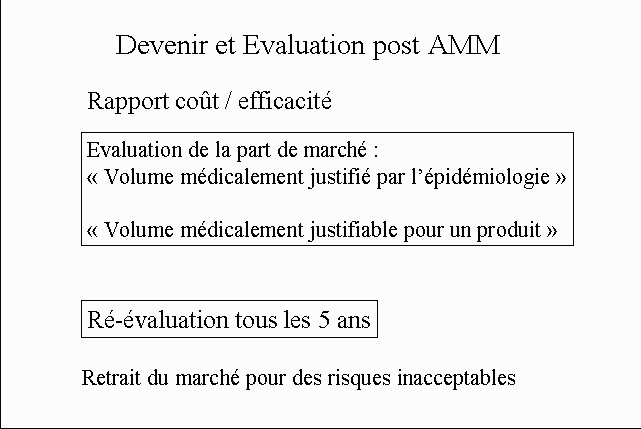 Devenir et Evaluation post AMM
Rapport coût / efficacité
Evaluation de la part de marché :
« Volume médicalement justifié par l’épidémiologie »
« Volume médicalement justifiable pour un produit »
Ré-évaluation tous les 5 ans
Retrait du marché pour des risques inacceptables